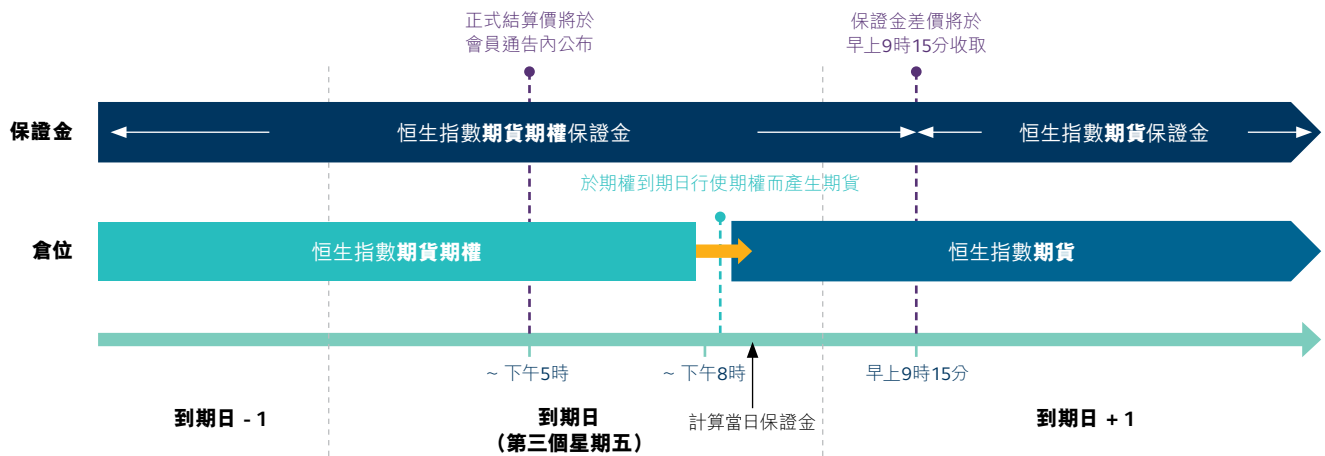 正式結算價將於
會員通告內公布
保證金差價將於
早上9時15分收取
保證金
恒生指數期貨期權保證金
恒生指數期貨保證金
於期權到期日行使期權而產生期貨
倉位
恒生指數期貨期權
恒生指數期貨
~ 下午5時
~ 下午8時
早上9時15分
到期日 - 1
到期日
(第三個星期五)
計算當日保證金
到期日 + 1